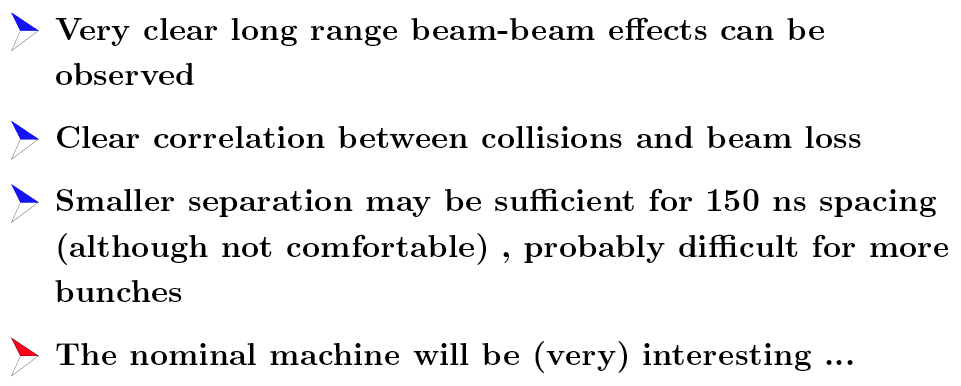 Very clear long range beam-beam effects can be
observed
Clear correlation between collisions and beam loss
Smaller separation may be sufficient for 150 ns spacing
(although not comfortable) , probably difficult for more
bunches
The nominal machine will be (very) interesting ...